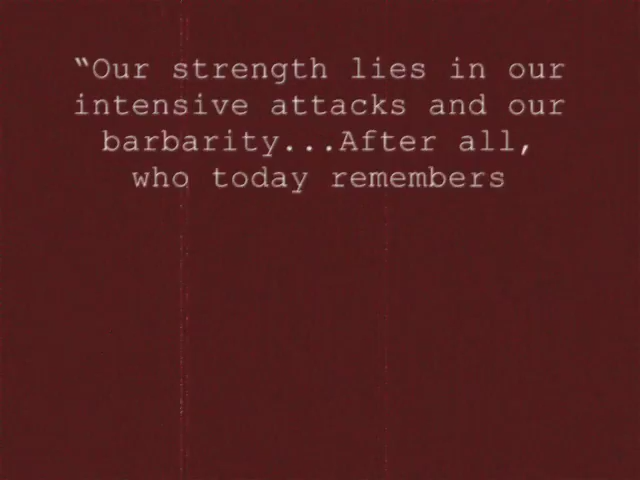 “Our strength lies in our
intensive attacks and our
barbarity...After all,
who today remembers